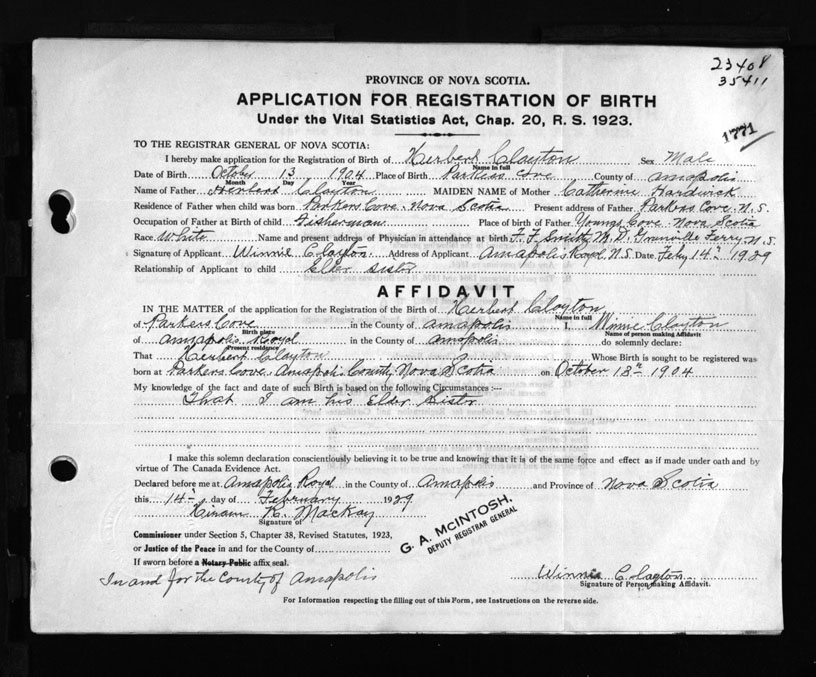 23408
35411
1771
PROVINCE OF NOVA SCOTIA.
APPLICATION FOR REGISTRATION OF BIRTH
Under the Vital Statistics Act, Chap. 20, R. S. 1923.
TO THE REGISTRAR GENERAL OF NOVA SCOTIA:
I hereby make application for the Registration of Birth of Herbert Clayton Sex Male
Name in full
Date of Birth October 13 1904 Place of Birth Parkers Cove County of Annapolis
Month Day Year
Name of Father Herbert Clayton MAIDEN NAME of Mother Catherine Hardwick
Residence of Father when child was born Parkers Cove Nova Scotia Present address of Father Parkers Cove N.S.
Occupation of Father at Birth of child Fisherman Place of birth of Father Youngs Cove Nova Scotia
Race White Name and present address of Physician in attendance at birth F. F. Smith M.D. Granville Ferry N.S.
Signature of Applicant Winnie Clayton Address of Applicant Annapolis Royal N.S. Date Feby 14th 1929
Relationship of Applicant to child Elder Sister
AFFIDAVIT
IN THE MATTER of the application for the Registration of the Birth of Herbert Clayton
Name in full
of Parkers Cove in the County of Annapolis I, Winnie Clayton
Birth place Name of person making Affidavit
of Annapolis Royal in the County of Annapolis do solemnly declare:
Present residence
That Herbert Clayton Whose Birth is sought to be registered was
born at Parkers Cove Annapolis County Nova Scotia on October 13th 1904
My knowledge of the fact and date of such Birth is based on the following Circumstances :—
That I am his Elder Sister
I make this solemn declaration conscientiously believing it to be true and knowing that it is of the same force and effect as if made under oath and by
virtue of The Canada Evidence Act.
Declared before me at Annapolis Royal in the County of Annapolis and Province of Nova Scotia
this 14th day of February 1929
Hiram K. Mackay
Signature of
G. A. McINTOSH,
DEPUTY REGISTRAR GENERAL
Commissioner under Section 5, Chapter 38, Revised Statutes, 1923,
or Justice of the Peace in and for the County of
If sworn before a Notary Public affix seal.
In and for the County of Annapolis
Winnie Clayton
Signature of Person making Affidavit.
For Information respecting the filling out of this Form, see Instructions on the reverse side.